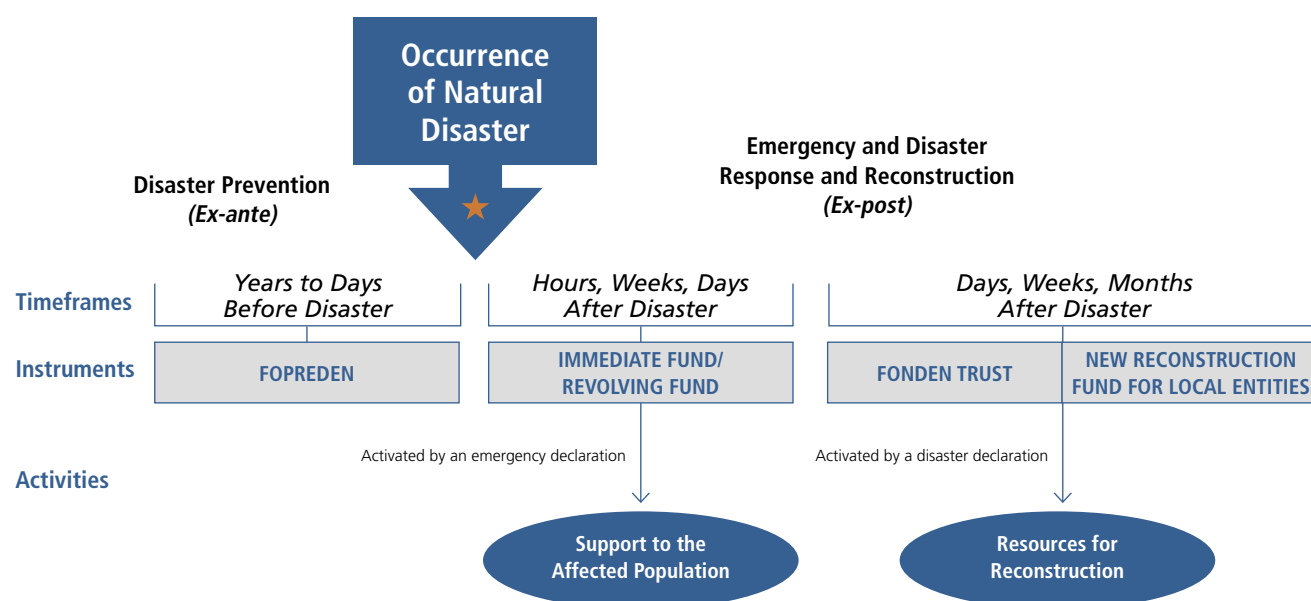 Occurrence
of Natural
Disaster
Disaster Prevention
(Ex-ante)
Emergency and Disaster
Response and Reconstruction
(Ex-post)
Timeframes
Years to Days
Before Disaster
Hours, Weeks, Days
After Disaster
Days, Weeks, Months
After Disaster
Instruments
FOPREDEN
IMMEDIATE FUND/
REVOLVING FUND
FONDEN TRUST
NEW RECONSTRUCTION
FUND FOR LOCAL ENTITIES
Activities
Activated by an emergency declaration
Activated by a disaster declaration
Support to the
Affected Population
Resources for
Reconstruction